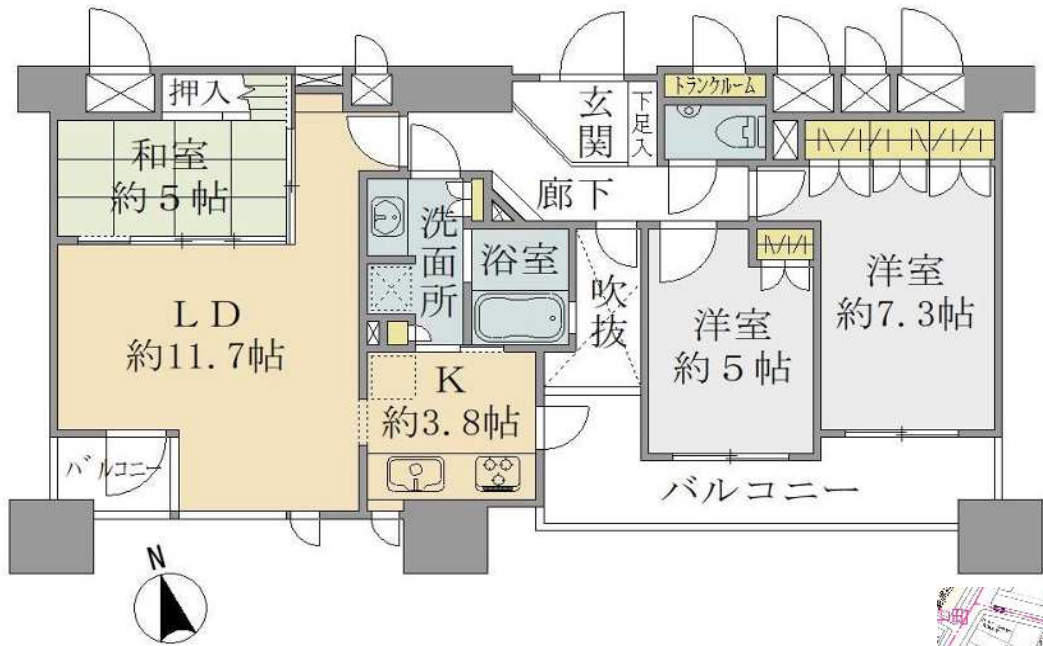 押入
和室
約5帖
LD
約11.7帖
バルコニー
洗面所
浴室
K
約3.8帖
玄関
下足入
トランクルーム
廊下
吹抜
洋室
約5帖
洋室
約7.3帖
バルコニー
N